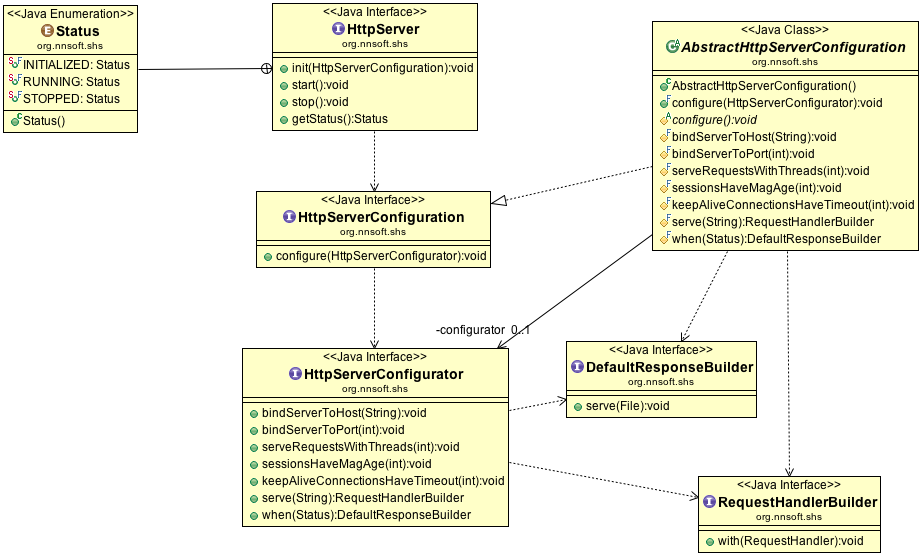 <<Java Enumeration>>
Status
org.nnsoft.shs
INITIALIZED: Status
RUNNING: Status
STOPPED: Status
Status()
<<Java Interface>>
HttpServer
org.nnsoft.shs
init(HttpServerConfiguration):void
start():void
stop():void
getStatus():Status
<<Java Class>>
AbstractHttpServerConfiguration
org.nnsoft.shs
AbstractHttpServerConfiguration()
configure(HttpServerConfigurator):void
configure():void
bindServerToHost(String):void
bindServerToPort(int):void
serveRequestsWithThreads(int):void
sessionsHaveMagAge(int):void
keepAliveConnectionsHaveTimeout(int):void
serve(String):RequestHandlerBuilder
when(Status):DefaultResponseBuilder
<<Java Interface>>
HttpServerConfiguration
org.nnsoft.shs
configure(HttpServerConfigurator):void
-configurator 0..1
<<Java Interface>>
HttpServerConfigurator
org.nnsoft.shs
bindServerToHost(String):void
bindServerToPort(int):void
serveRequestsWithThreads(int):void
sessionsHaveMagAge(int):void
keepAliveConnectionsHaveTimeout(int):void
serve(String):RequestHandlerBuilder
when(Status):DefaultResponseBuilder
<<Java Interface>>
DefaultResponseBuilder
org.nnsoft.shs
serve(File):void
<<Java Interface>>
RequestHandlerBuilder
org.nnsoft.shs
with(RequestHandler):void